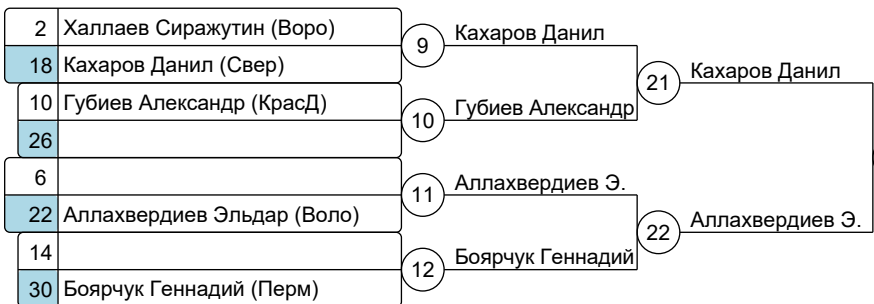 2 Халлаев Сиражутин (Воро)
18 Кахаров Данил (Свер)
10 Губиев Александр (КрасД)
26
6
22 Аллахвердиев Эльдар (Воло)
14
30 Боярчук Геннадий (Перм)
9 Кахаров Данил
10 Губиев Александр
11 Аллахвердиев Э.
12 Боярчук Геннадий
21 Кахаров Данил
22 Аллахвердиев Э.